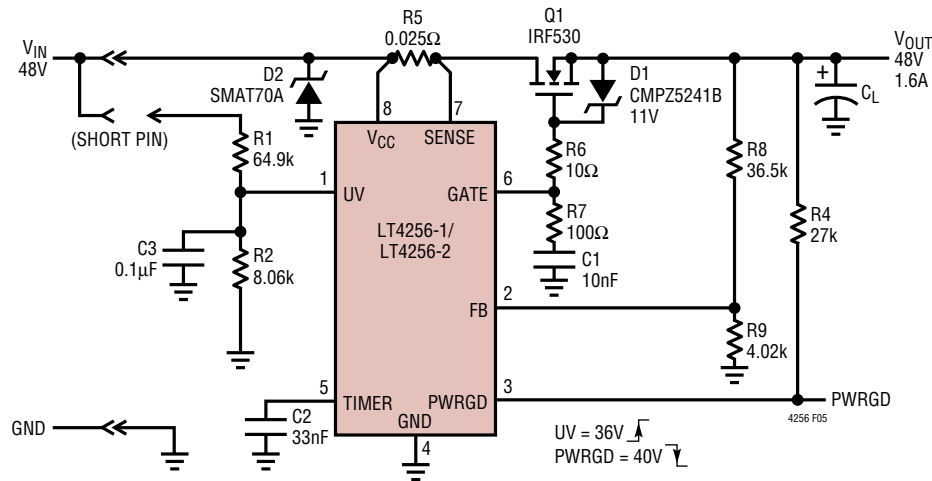 VIN
48V
(SHORT PIN)
R1
64.9k
D2
SMAT70A
R5
0.025Ω
Q1
IRF530
D1
CMPZ5241B
11V
VOUT
48V
1.6A
+
CL
8
7
VCC
SENSE
1
UV
R6
10Ω
R8
36.5k
6
GATE
R7
100Ω
R4
27k
LT4256-1/
LT4256-2
C3
0.1µF
R2
8.06k
C1
10nF
2
FB
R9
4.02k
5
TIMER
PWRGD
3
PWRGD
4256 F05
GND
C2
33nF
GND
4
UV = 36V
PWRGD = 40V